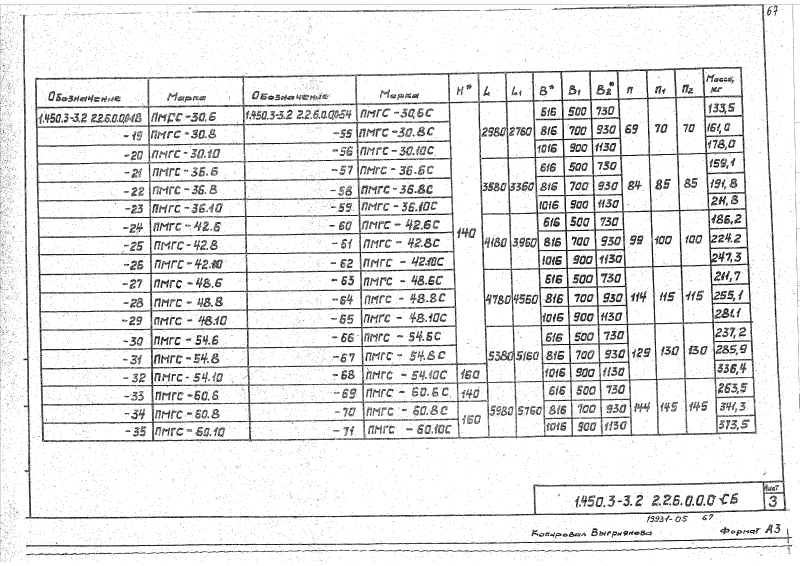 67
Обозначение Марка Обозначение Марка H* L L1 B* B1 B2* n n1 n2 Масса, кг
1.450.3-3.2 2.2.6.0.0.0-18 ПМГС-30.6 1.450.3-3.2 2.2.6.0.0.0-54 ПМГС-30.6С 140 2980 2760 616 500 730 69 70 70 133,5
-19 ПМГС-30.8 -55 ПМГС-30.8С 816 700 930 161,0
-20 ПМГС-30.10 -56 ПМГС-30.10С 1016 900 1130 178,0
-21 ПМГС-36.6 -57 ПМГС-36.6С 3580 3360 616 500 730 84 85 85 159,1
-22 ПМГС-36.8 -58 ПМГС-36.8С 816 700 930 191,8
-23 ПМГС-36.10 -59 ПМГС-36.10С 1016 900 1130 211,8
-24 ПМГС-42.6 -60 ПМГС-42.6С 4180 3960 616 500 730 99 100 100 186,2
-25 ПМГС-42.8 -61 ПМГС-42.8С 816 700 930 224.2
-26 ПМГС-42.10 -62 ПМГС-42.10С 1016 900 1130 247,3
-27 ПМГС-48.6 -63 ПМГС-48.6С 4780 4560 616 500 730 114 115 115 211,7
-28 ПМГС-48.8 -64 ПМГС-48.8С 816 700 930 255,1
-29 ПМГС-48.10 -65 ПМГС-48.10С 1016 900 1130 281.1
-30 ПМГС-54.6 -66 ПМГС-54.6С 5380 5160 616 500 730 129 130 130 237,2
-31 ПМГС-54.8 -67 ПМГС-54.8С 816 700 930 285,9
-32 ПМГС-54.10 -68 ПМГС-54.10С 160 1016 900 1130 336,4
-33 ПМГС-60.6 -69 ПМГС-60.6С 140 5980 5760 616 500 730 144 145 145 263,5
-34 ПМГС-60.8 -70 ПМГС-60.8С 160 816 700 930 341,3
-35 ПМГС-60.10 -71 ПМГС-60.10С 1016 900 1130 373,5
1.450.3-3.2 2.2.6.0.0.0-СБ
Лист
3
19931-05 67
Копировал Формат А3